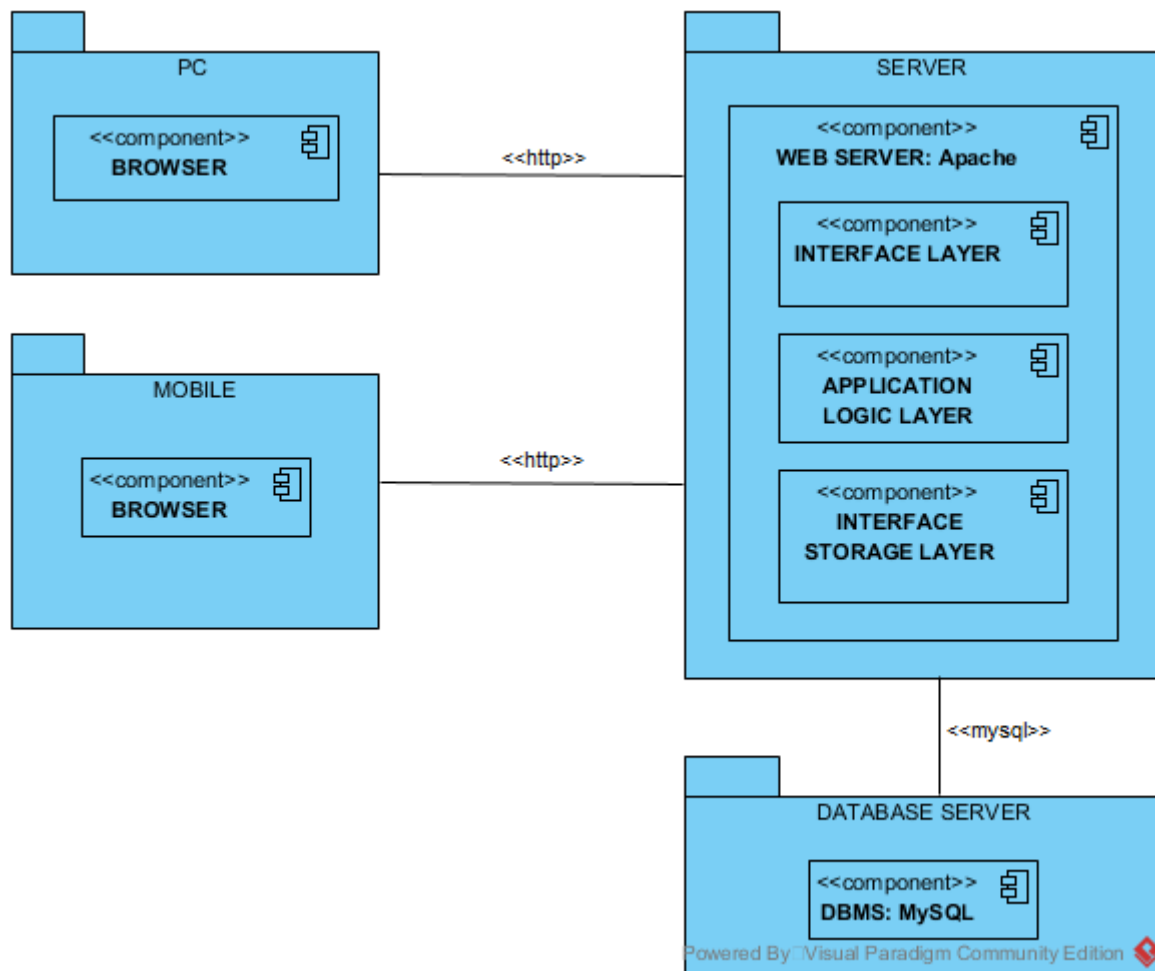 PC
<<component>>
BROWSER
<<http>>
SERVER
<<component>>
WEB SERVER: Apache
<<component>>
INTERFACE LAYER
<<component>>
APPLICATION
LOGIC LAYER
<<component>>
INTERFACE
STORAGE LAYER
MOBILE
<<component>>
BROWSER
<<http>>
<<mysql>>
DATABASE SERVER
<<component>>
DBMS: MySQL
Powered By Visual Paradigm Community Edition